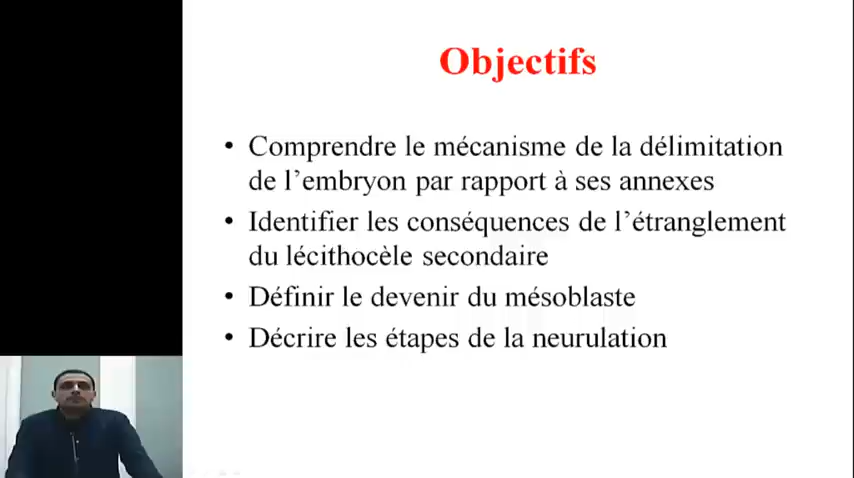 Objectifs
• Comprendre le mécanisme de la délimitation
de l'embryon par rapport à ses annexes
• Identifier les conséquences de l'étranglement
du lécithocèle secondaire
• Définir le devenir du mésoblaste
• Décrire les étapes de la neurulation